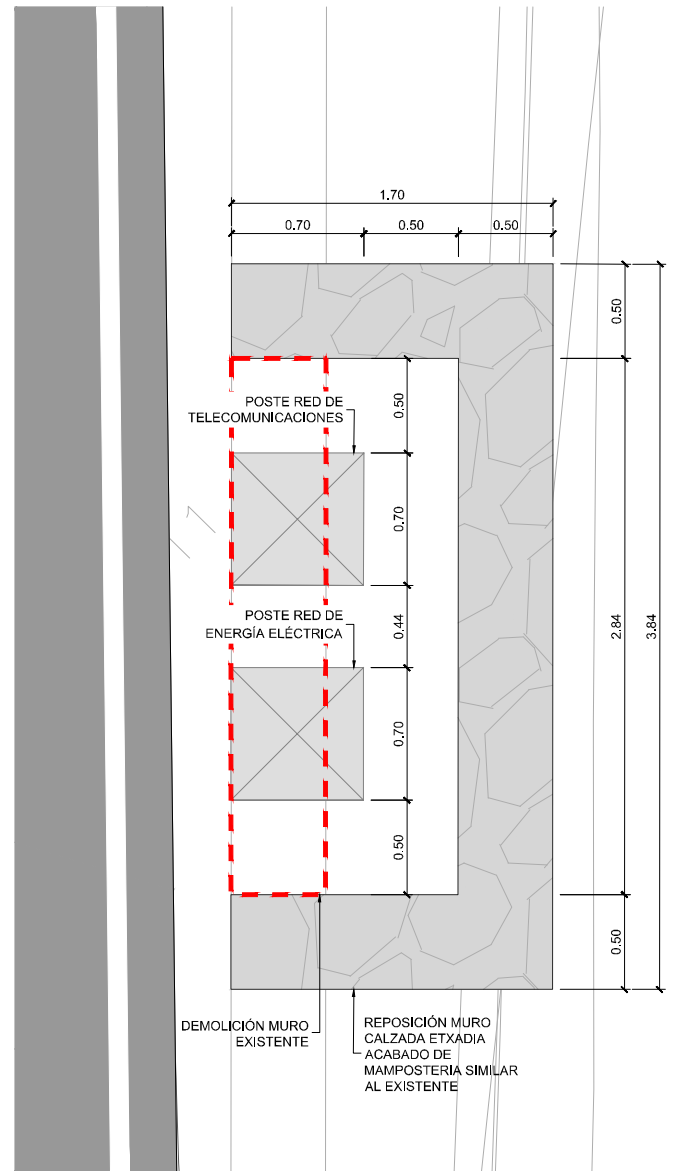 1.70
0.70
0.50
0.50
0.50
POSTE RED DE
TELECOMUNICACIONES
0.50
0.70
POSTE RED DE
ENERGÍA ELÉCTRICA
0.44
2.84
3.84
0.70
0.50
0.50
DEMOLICIÓN MURO
EXISTENTE
REPOSICIÓN MURO
CALZADA ETXADIA
ACABADO DE
MAMPOSTERIA SIMILAR
AL EXISTENTE